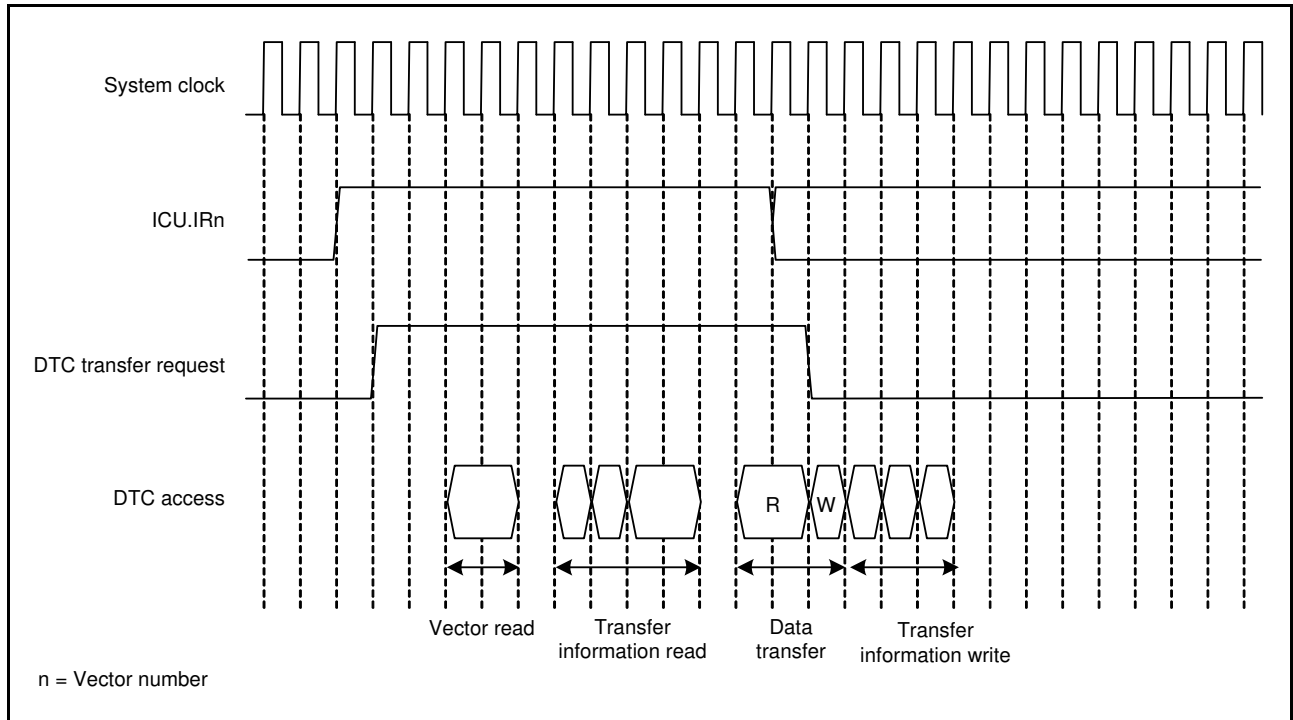 System clock
ICU.IRn
DTC transfer request
DTC access
R
W
Vector read
Transfer
information read
Data
transfer
Transfer
information write
n = Vector number